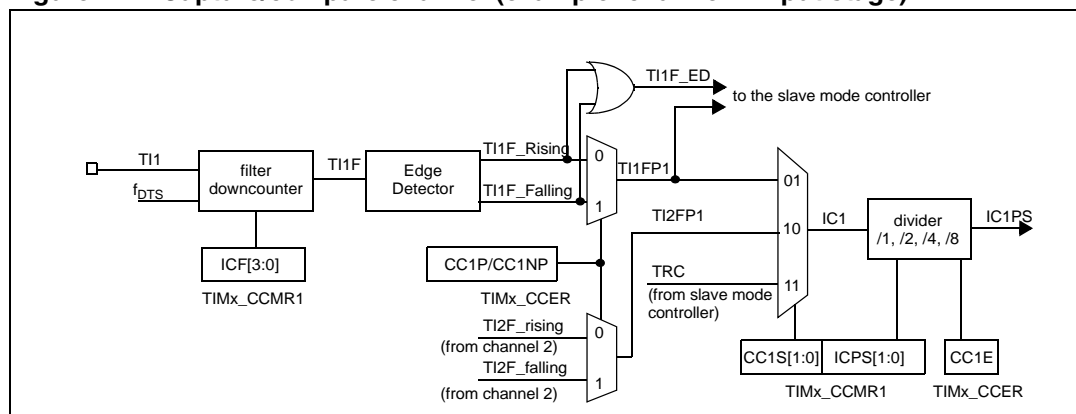 TI1F_ED
to the slave mode controller
TI1
f_DTS
filter
downcounter
TI1F
Edge
Detector
TI1F_Rising
TI1F_Falling
0
1
TI1FP1
01
TI2FP1
10
IC1
divider
/1, /2, /4, /8
IC1PS
ICF[3:0]
TIMx_CCMR1
CC1P/CC1NP
TIMx_CCER
TRC
11
(from slave mode
controller)
TI2F_rising
0
(from channel 2)
TI2F_falling
1
(from channel 2)
CC1S[1:0]
ICPS[1:0]
CC1E
TIMx_CCMR1
TIMx_CCER